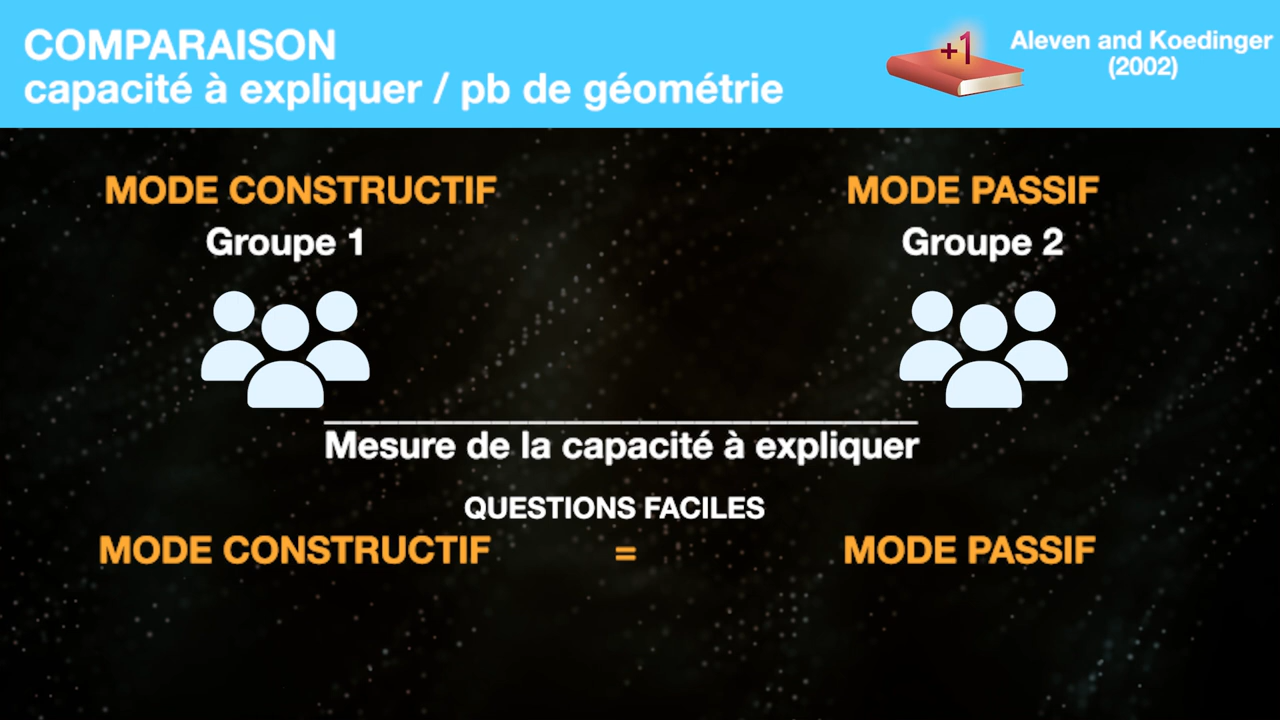 COMPARAISON
capacité à expliquer / pb de géométrie
+1
Aleven and Koedinger
(2002)
MODE CONSTRUCTIF
MODE PASSIF
Groupe 1
Groupe 2
Mesure de la capacité à expliquer
QUESTIONS FACILES
MODE CONSTRUCTIF = MODE PASSIF